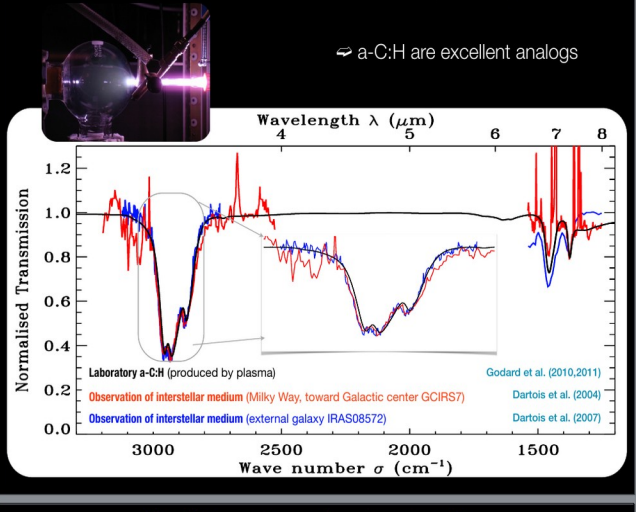 ➫ a-C:H are excellent analogs
Wavelength λ (μm)
4 5 6 7 8
Normalised Transmission
1.2
1.0
0.8
0.6
0.4
0.2
0.0
Laboratory a-C:H (produced by plasma) Godard et al. (2010,2011)
Observation of interstellar medium (Milky Way, toward Galactic center GCIRS7) Dartois et al. (2004)
Observation of interstellar medium (external galaxy IRAS08572) Dartois et al. (2007)
3000 2500 2000 1500
Wave number σ (cm⁻¹)